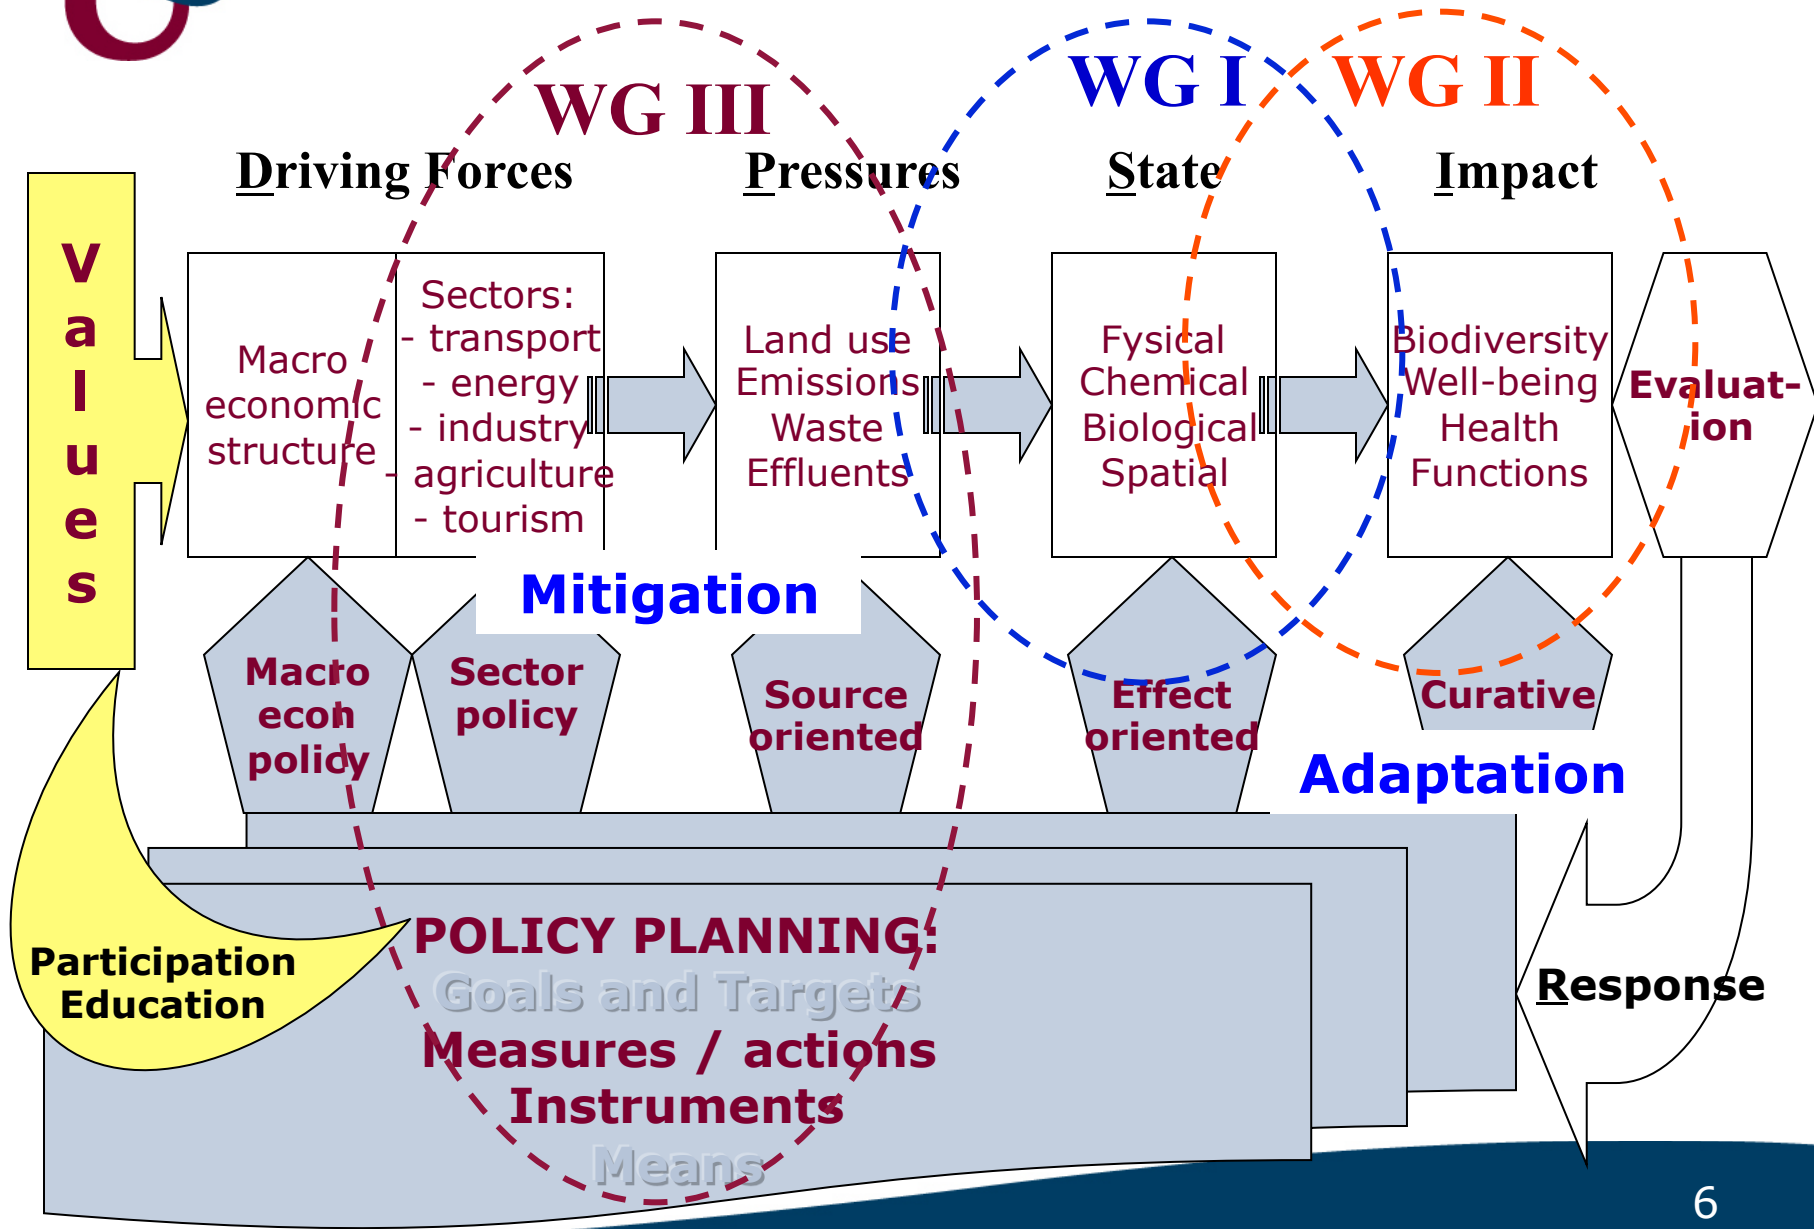 WG III
WG I
WG II
Driving Forces
Pressures
State
Impact
Values
Macro
economic
structure
Sectors:
- transport
- energy
- industry
- agriculture
- tourism
Land use
Emissions
Waste
Effluents
Fysical
Chemical
Biological
Spatial
Biodiversity
Well-being
Health
Functions
Evaluat-
ion
Mitigation
Macro
econ
policy
Sector
policy
Source
oriented
Effect
oriented
Curative
Adaptation
Participation
Education
POLICY PLANNING:
Goals and Targets
Measures / actions
Instruments
Means
Response
6